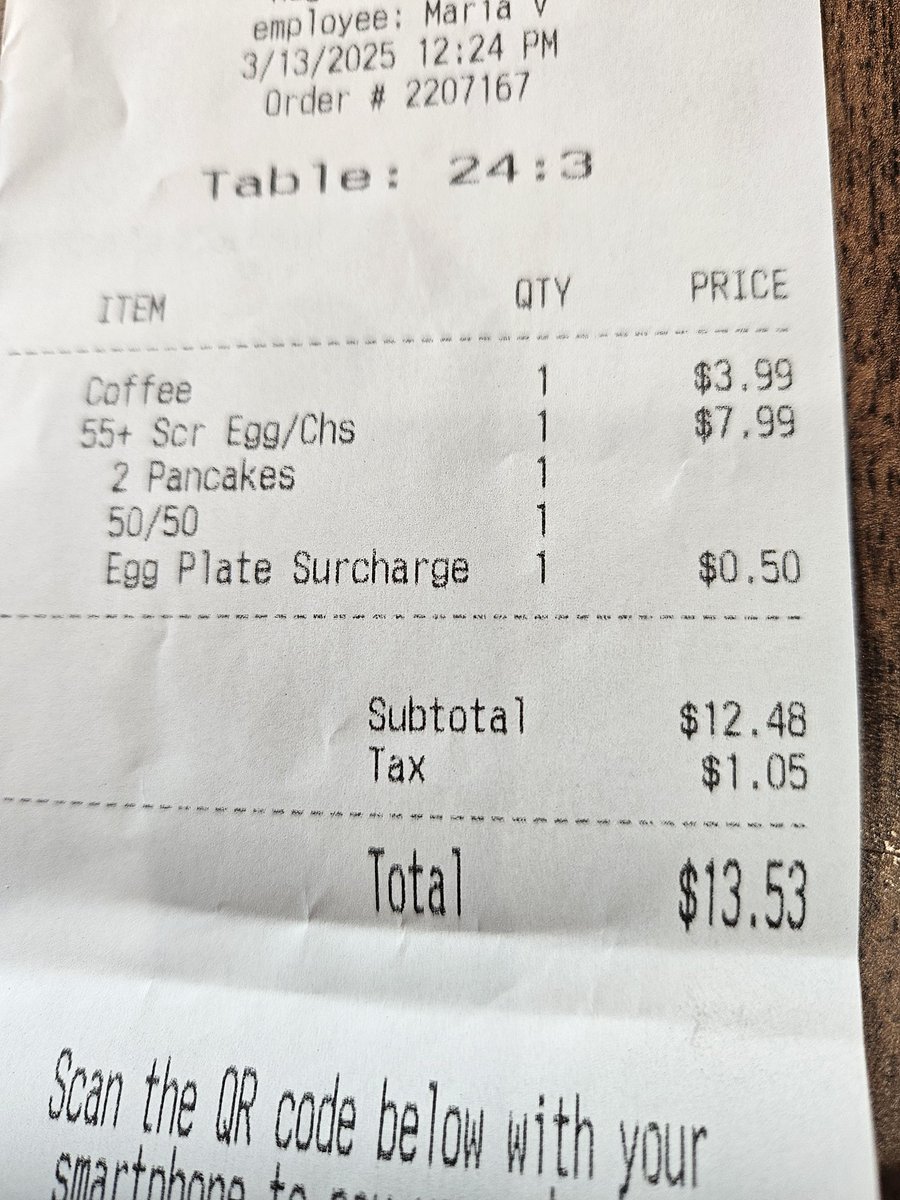 employee: Maria V
3/13/2025 12:24 PM
Order # 2207167
Table: 24:3
ITEM QTY PRICE
Coffee 1 $3.99
55+ Scr Egg/Chs 1 $7.99
2 Pancakes 1
50/50 1
Egg Plate Surcharge 1 $0.50
Subtotal $12.48
Tax $1.05
Total $13.53
Scan the QR code below with your
smartphone to